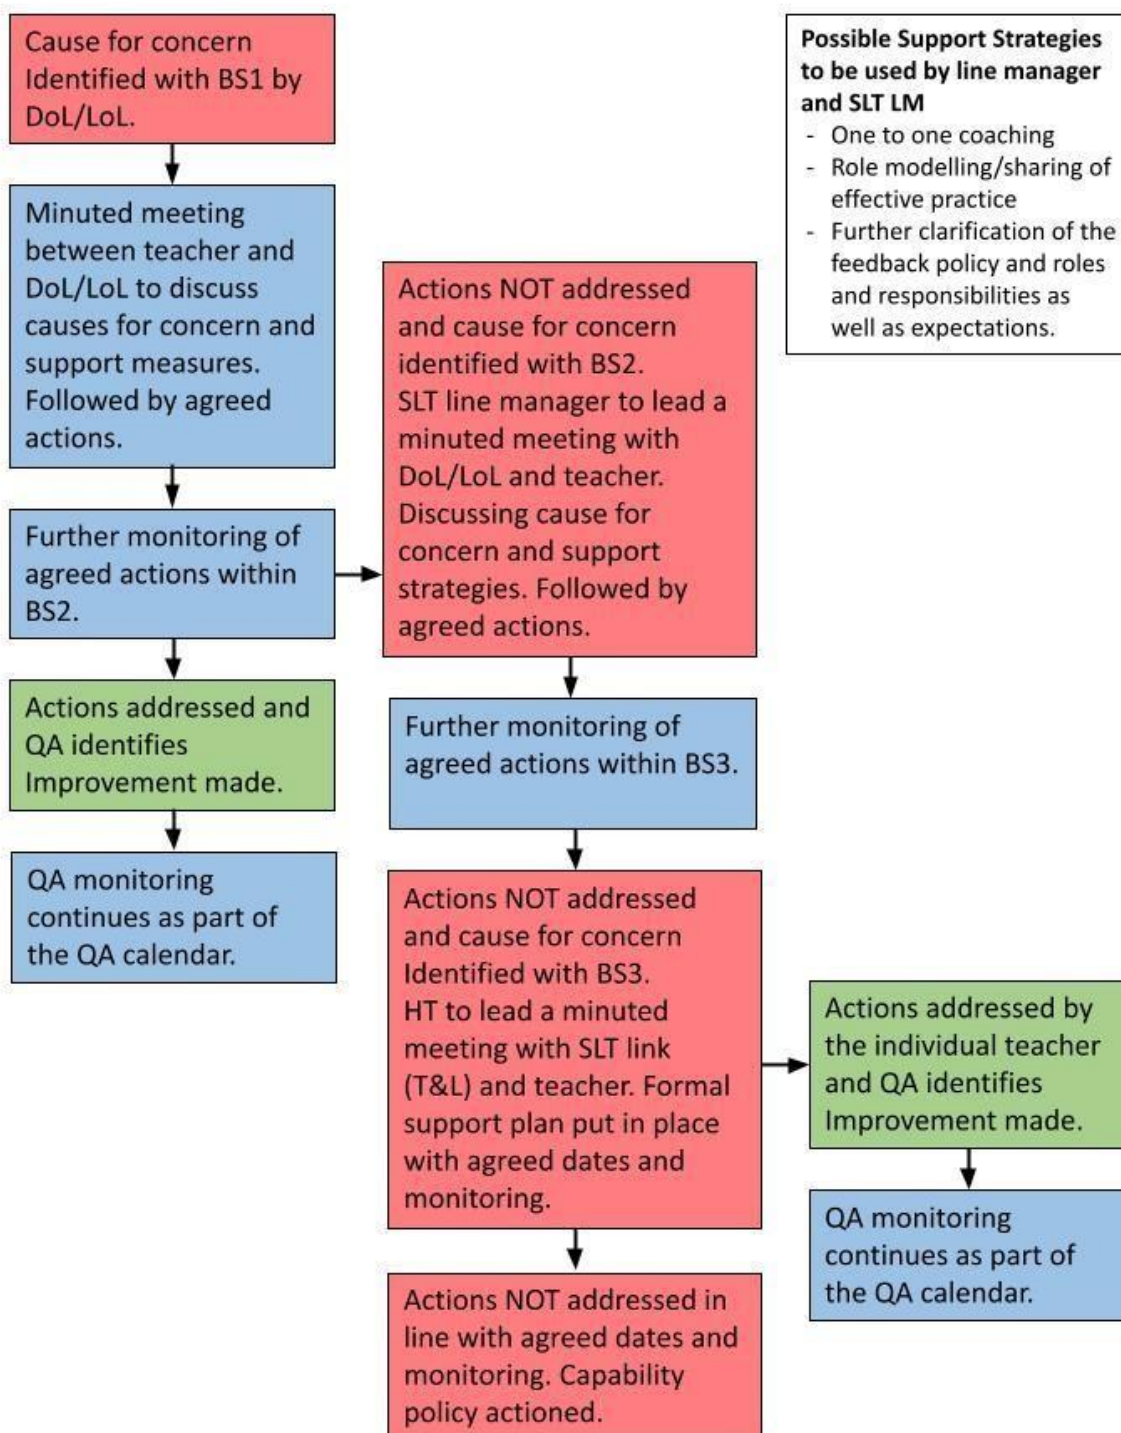 Cause for concern
Identified with BS1 by
DoL/LoL.
Minuted meeting
between teacher and
DoL/LoL to discuss
causes for concern and
support measures.
Followed by agreed
actions.
Further monitoring of
agreed actions within
BS2.
Actions addressed and
QA identifies
Improvement made.
QA monitoring
continues as part of
the QA calendar.
Actions NOT addressed
and cause for concern
identified with BS2.
SLT line manager to lead a
minuted meeting with
DoL/LoL and teacher.
Discussing cause for
concern and support
strategies. Followed by
agreed actions.
Further monitoring of
agreed actions within BS3.
Actions NOT addressed
and cause for concern
Identified with BS3.
HT to lead a minuted
meeting with SLT link
(T&L) and teacher. Formal
support plan put in place
with agreed dates and
monitoring.
Actions NOT addressed in
line with agreed dates and
monitoring. Capability
policy actioned.
Possible Support Strategies
to be used by line manager
and SLT LM
- One to one coaching
- Role modelling/sharing of
effective practice
- Further clarification of the
feedback policy and roles
and responsibilities as
well as expectations.
Actions addressed by
the individual teacher
and QA identifies
Improvement made.
QA monitoring
continues as part of
the QA calendar.